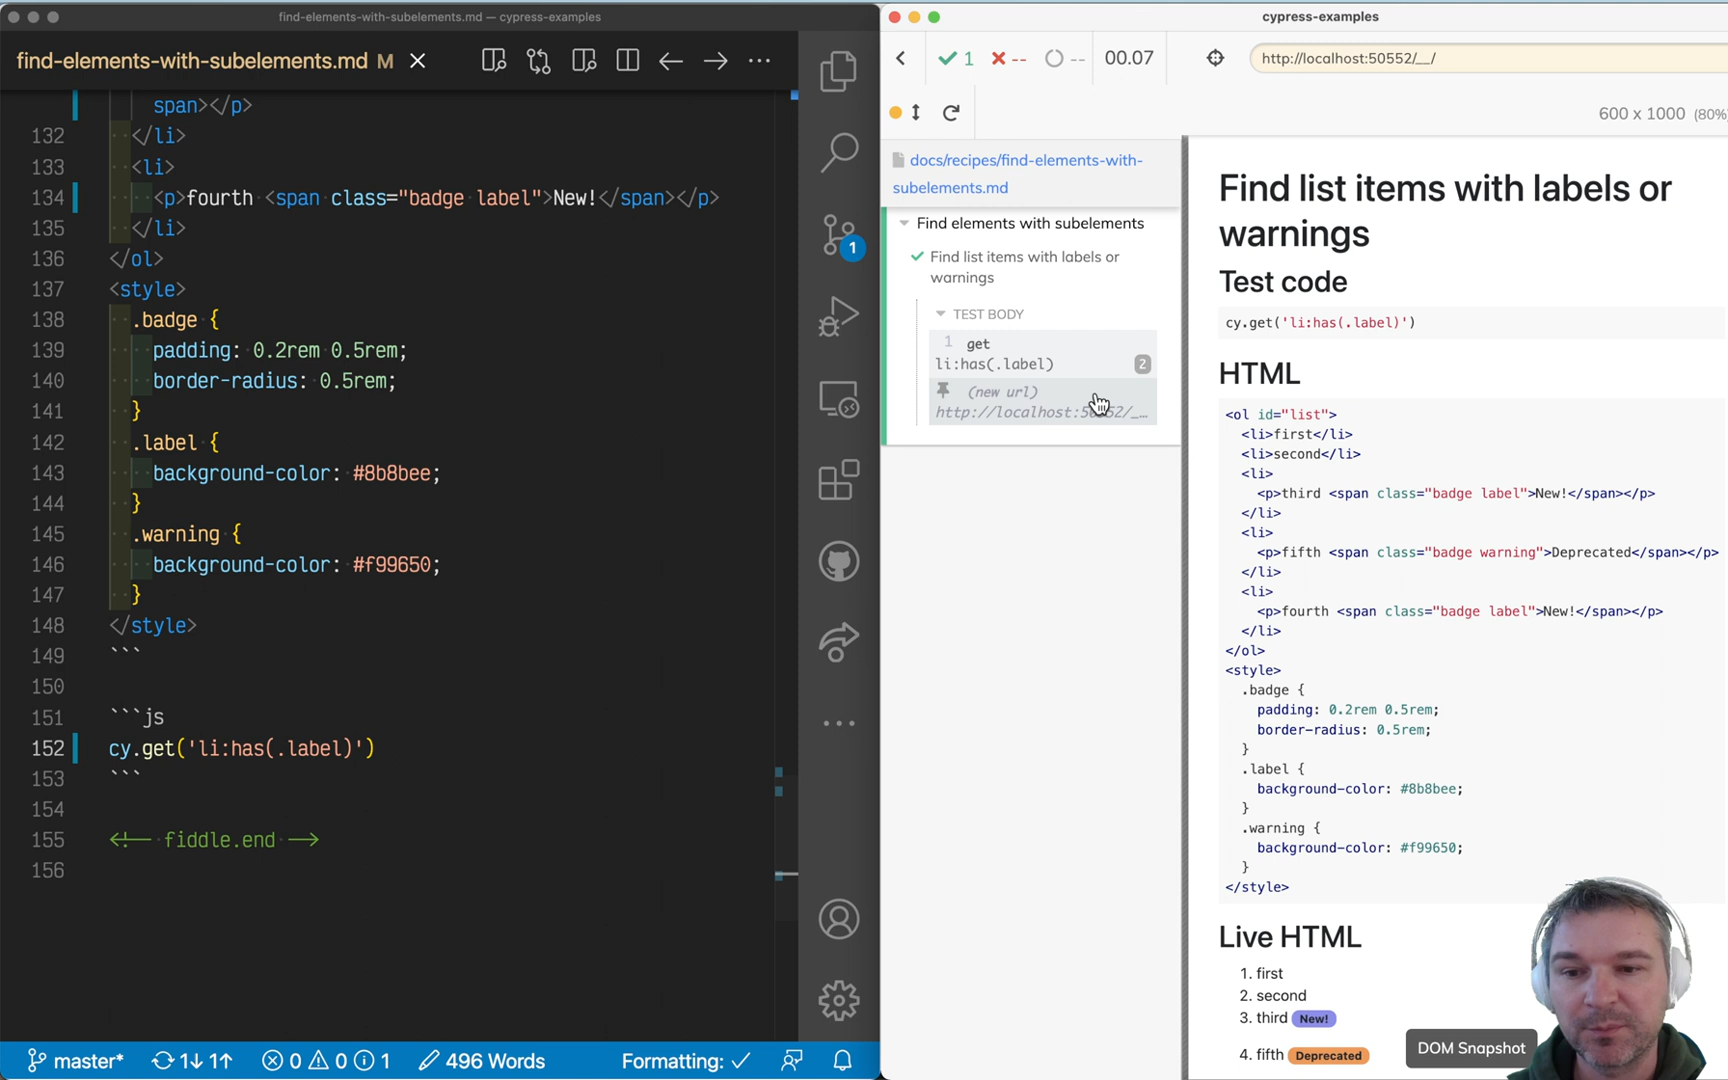 find-elements-with-subelements.md — cypress-examples
find-elements-with-subelements.md M
span></p>
132 </li>
133 <li>
134 <p>fourth <span class="badge label">New!</span></p>
135 </li>
136 </ol>
137 <style>
138 .badge {
139 padding: 0.2rem 0.5rem;
140 border-radius: 0.5rem;
141 }
142 .label {
143 background-color: #8b8bee;
144 }
145 .warning {
146 background-color: #f99650;
147 }
148 </style>
149 ```
150
151 ```js
152 cy.get('li:has(.label)')
153 ```
154
155 <!-- fiddle.end -->
156
1
master* 1↓ 1↑ 0 0 1 496 Words Formatting: ✓
cypress-examples
1 -- -- 00.07 http://localhost:50552/__/
600 x 1000 (80%
docs/recipes/find-elements-with-
subelements.md
Find elements with subelements
Find list items with labels or
warnings
TEST BODY
1 get
li:has(.label) 2
(new url)
http://localhost:50552/_…
Find list items with labels or
warnings
Test code
cy.get('li:has(.label)')
HTML
<ol id="list">
<li>first</li>
<li>second</li>
<li>
<p>third <span class="badge label">New!</span></p>
</li>
<li>
<p>fifth <span class="badge warning">Deprecated</span></p>
</li>
<li>
<p>fourth <span class="badge label">New!</span></p>
</li>
</ol>
<style>
.badge {
padding: 0.2rem 0.5rem;
border-radius: 0.5rem;
}
.label {
background-color: #8b8bee;
}
.warning {
background-color: #f99650;
}
</style>
Live HTML
1. first
2. second
3. third New!
4. fifth Deprecated
DOM Snapshot